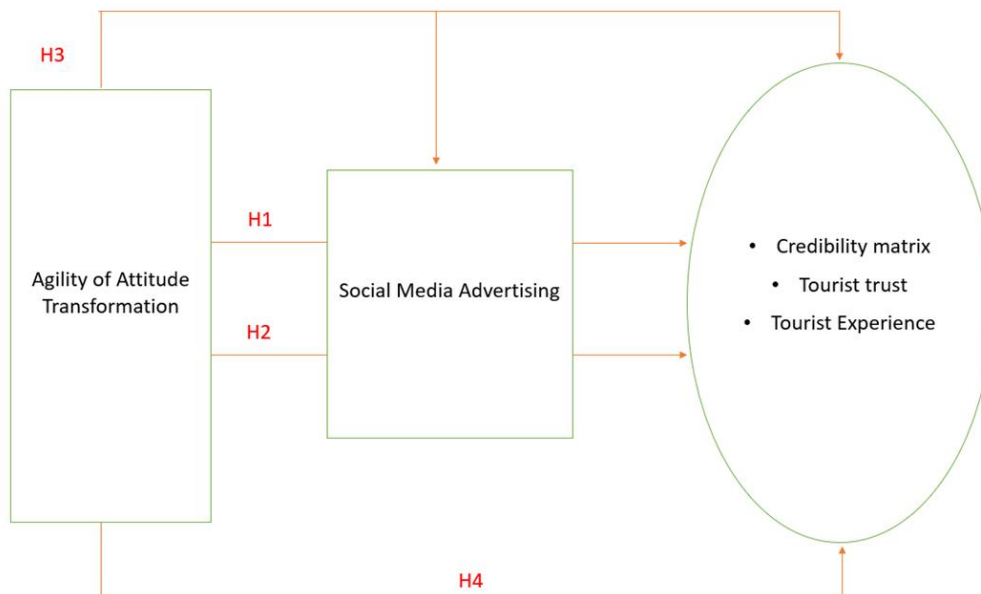 H3
H1
Agility of Attitude
Transformation
H2
Social Media Advertising
• Credibility matrix
• Tourist trust
• Tourist Experience
H4